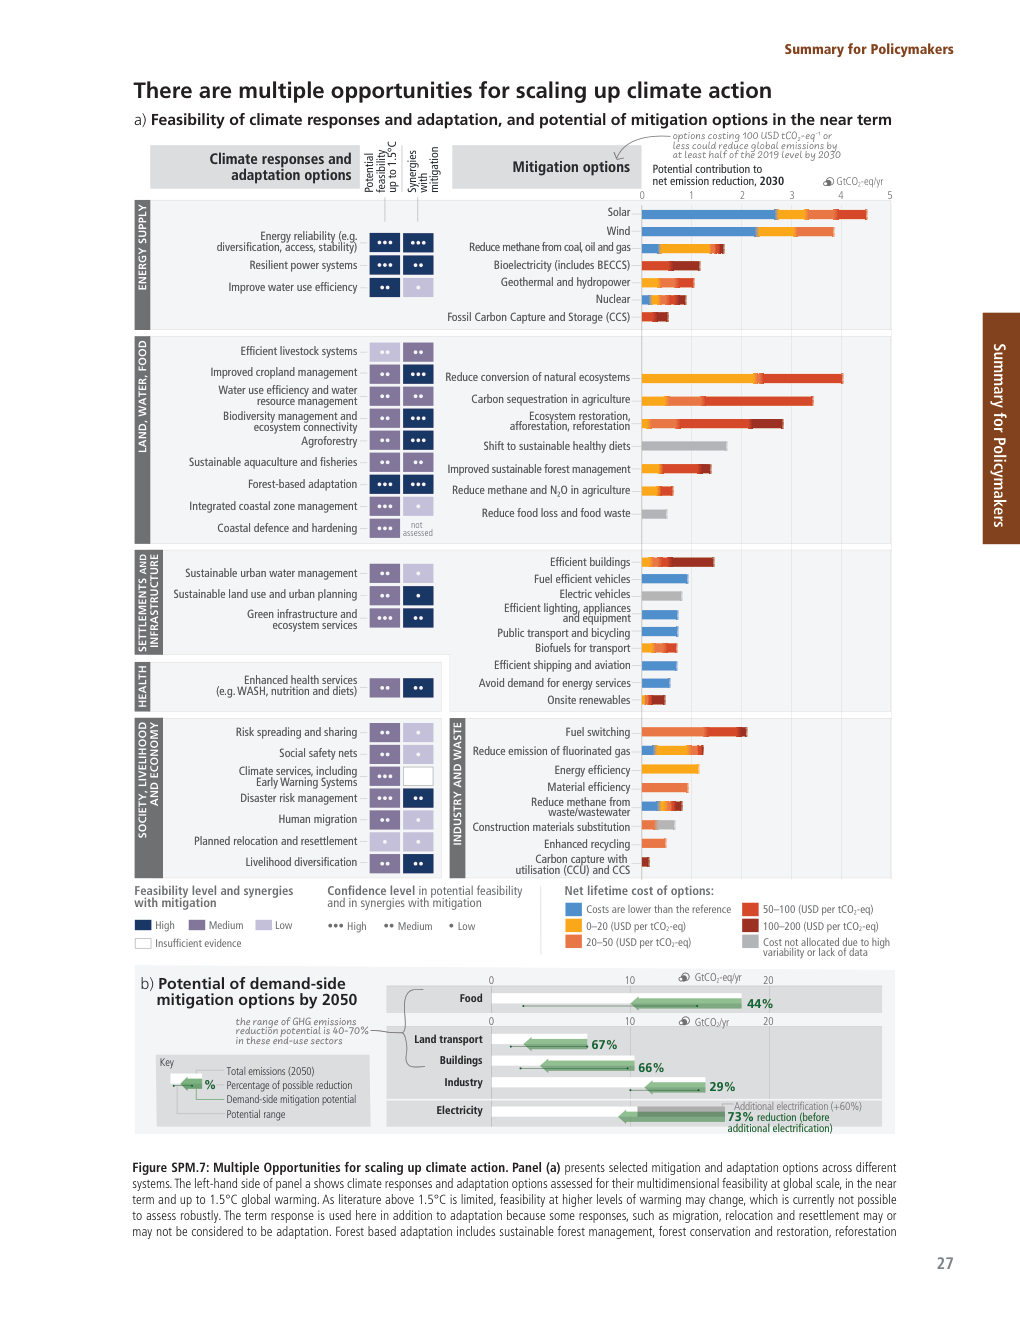 Summary for Policymakers
There are multiple opportunities for scaling up climate action
a) Feasibility of climate responses and adaptation, and potential of mitigation options in the near term
options costing 100 USD tCO₂-eq⁻¹ or
less could reduce global emissions by
at least half of the 2019 level by 2030
Climate responses and
adaptation options
Potential
feasibility
up to 1.5°C
Synergies
with
mitigation
Mitigation options
Potential contribution to
net emission reduction, 2030
GtCO₂-eq/yr
0 1 2 3 4 5
ENERGY SUPPLY
Energy reliability (e.g.
diversification, access, stability)
Resilient power systems
Improve water use efficiency
Solar
Wind
Reduce methane from coal, oil and gas
Bioelectricity (includes BECCS)
Geothermal and hydropower
Nuclear
Fossil Carbon Capture and Storage (CCS)
LAND, WATER, FOOD
Efficient livestock systems
Improved cropland management
Water use efficiency and water
resource management
Biodiversity management and
ecosystem connectivity
Agroforestry
Sustainable aquaculture and fisheries
Forest-based adaptation
Integrated coastal zone management
Coastal defence and hardening
not
assessed
Reduce conversion of natural ecosystems
Carbon sequestration in agriculture
Ecosystem restoration,
afforestation, reforestation
Shift to sustainable healthy diets
Improved sustainable forest management
Reduce methane and N₂O in agriculture
Reduce food loss and food waste
SETTLEMENTS AND
INFRASTRUCTURE
Sustainable urban water management
Sustainable land use and urban planning
Green infrastructure and
ecosystem services
Efficient buildings
Fuel efficient vehicles
Electric vehicles
Efficient lighting, appliances
and equipment
Public transport and bicycling
Biofuels for transport
Efficient shipping and aviation
Avoid demand for energy services
Onsite renewables
HEALTH
Enhanced health services
(e.g. WASH, nutrition and diets)
SOCIETY, LIVELIHOOD
AND ECONOMY
Risk spreading and sharing
Social safety nets
Climate services, including
Early Warning Systems
Disaster risk management
Human migration
Planned relocation and resettlement
Livelihood diversification
INDUSTRY AND WASTE
Fuel switching
Reduce emission of fluorinated gas
Energy efficiency
Material efficiency
Reduce methane from
waste/wastewater
Construction materials substitution
Enhanced recycling
Carbon capture with
utilisation (CCU) and CCS
Feasibility level and synergies
with mitigation
High Medium Low
Insufficient evidence
Confidence level in potential feasibility
and in synergies with mitigation
••• High •• Medium • Low
Net lifetime cost of options:
Costs are lower than the reference
0–20 (USD per tCO₂-eq)
20–50 (USD per tCO₂-eq)
50–100 (USD per tCO₂-eq)
100–200 (USD per tCO₂-eq)
Cost not allocated due to high
variability or lack of data
b) Potential of demand-side
mitigation options by 2050
the range of GHG emissions
reduction potential is 40-70%
in these end-use sectors
Key
%
Total emissions (2050)
Percentage of possible reduction
Demand-side mitigation potential
Potential range
0 10 GtCO₂-eq/yr 20
Food
44%
0 10 GtCO₂/yr 20
Land transport
67%
Buildings
66%
Industry
29%
Electricity
Additional electrification (+60%)
73% reduction (before
additional electrification)
Figure SPM.7: Multiple Opportunities for scaling up climate action. Panel (a) presents selected mitigation and adaptation options across different
systems. The left-hand side of panel a shows climate responses and adaptation options assessed for their multidimensional feasibility at global scale, in the near
term and up to 1.5°C global warming. As literature above 1.5°C is limited, feasibility at higher levels of warming may change, which is currently not possible
to assess robustly. The term response is used here in addition to adaptation because some responses, such as migration, relocation and resettlement may or
may not be considered to be adaptation. Forest based adaptation includes sustainable forest management, forest conservation and restoration, reforestation
Summary for Policymakers
27